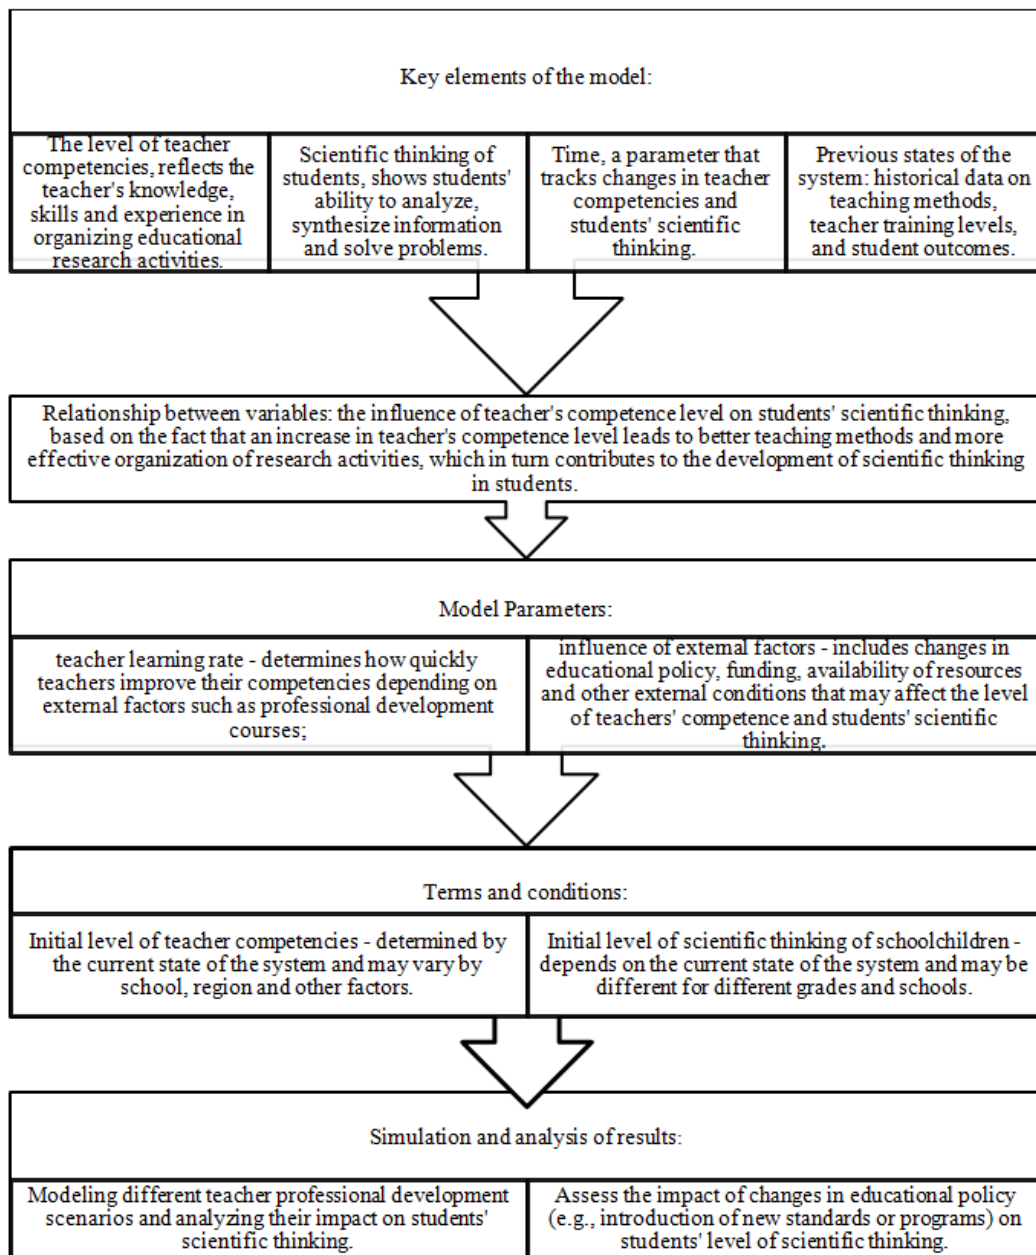 Key elements of the model:
The level of teacher
competencies, reflects the
teacher's knowledge,
skills and experience in
organizing educational
research activities.
Scientific thinking of
students, shows students'
ability to analyze,
synthesize information
and solve problems.
Time, a parameter that
tracks changes in teacher
competencies and
students' scientific
thinking.
Previous states of the
system: historical data on
teaching methods,
teacher training levels,
and student outcomes.
Relationship between variables: the influence of teacher's competence level on students' scientific thinking,
based on the fact that an increase in teacher's competence level leads to better teaching methods and more
effective organization of research activities, which in turn contributes to the development of scientific thinking
in students.
Model Parameters:
teacher learning rate - determines how quickly
teachers improve their competencies depending on
external factors such as professional development
courses;
influence of external factors - includes changes in
educational policy, funding, availability of resources
and other external conditions that may affect the level
of teachers' competence and students' scientific
thinking.
Terms and conditions:
Initial level of teacher competencies - determined by
the current state of the system and may vary by
school, region and other factors.
Initial level of scientific thinking of schoolchildren -
depends on the current state of the system and may be
different for different grades and schools.
Simulation and analysis of results:
Modeling different teacher professional development
scenarios and analyzing their impact on students'
scientific thinking.
Assess the impact of changes in educational policy
(e.g., introduction of new standards or programs) on
students' level of scientific thinking.